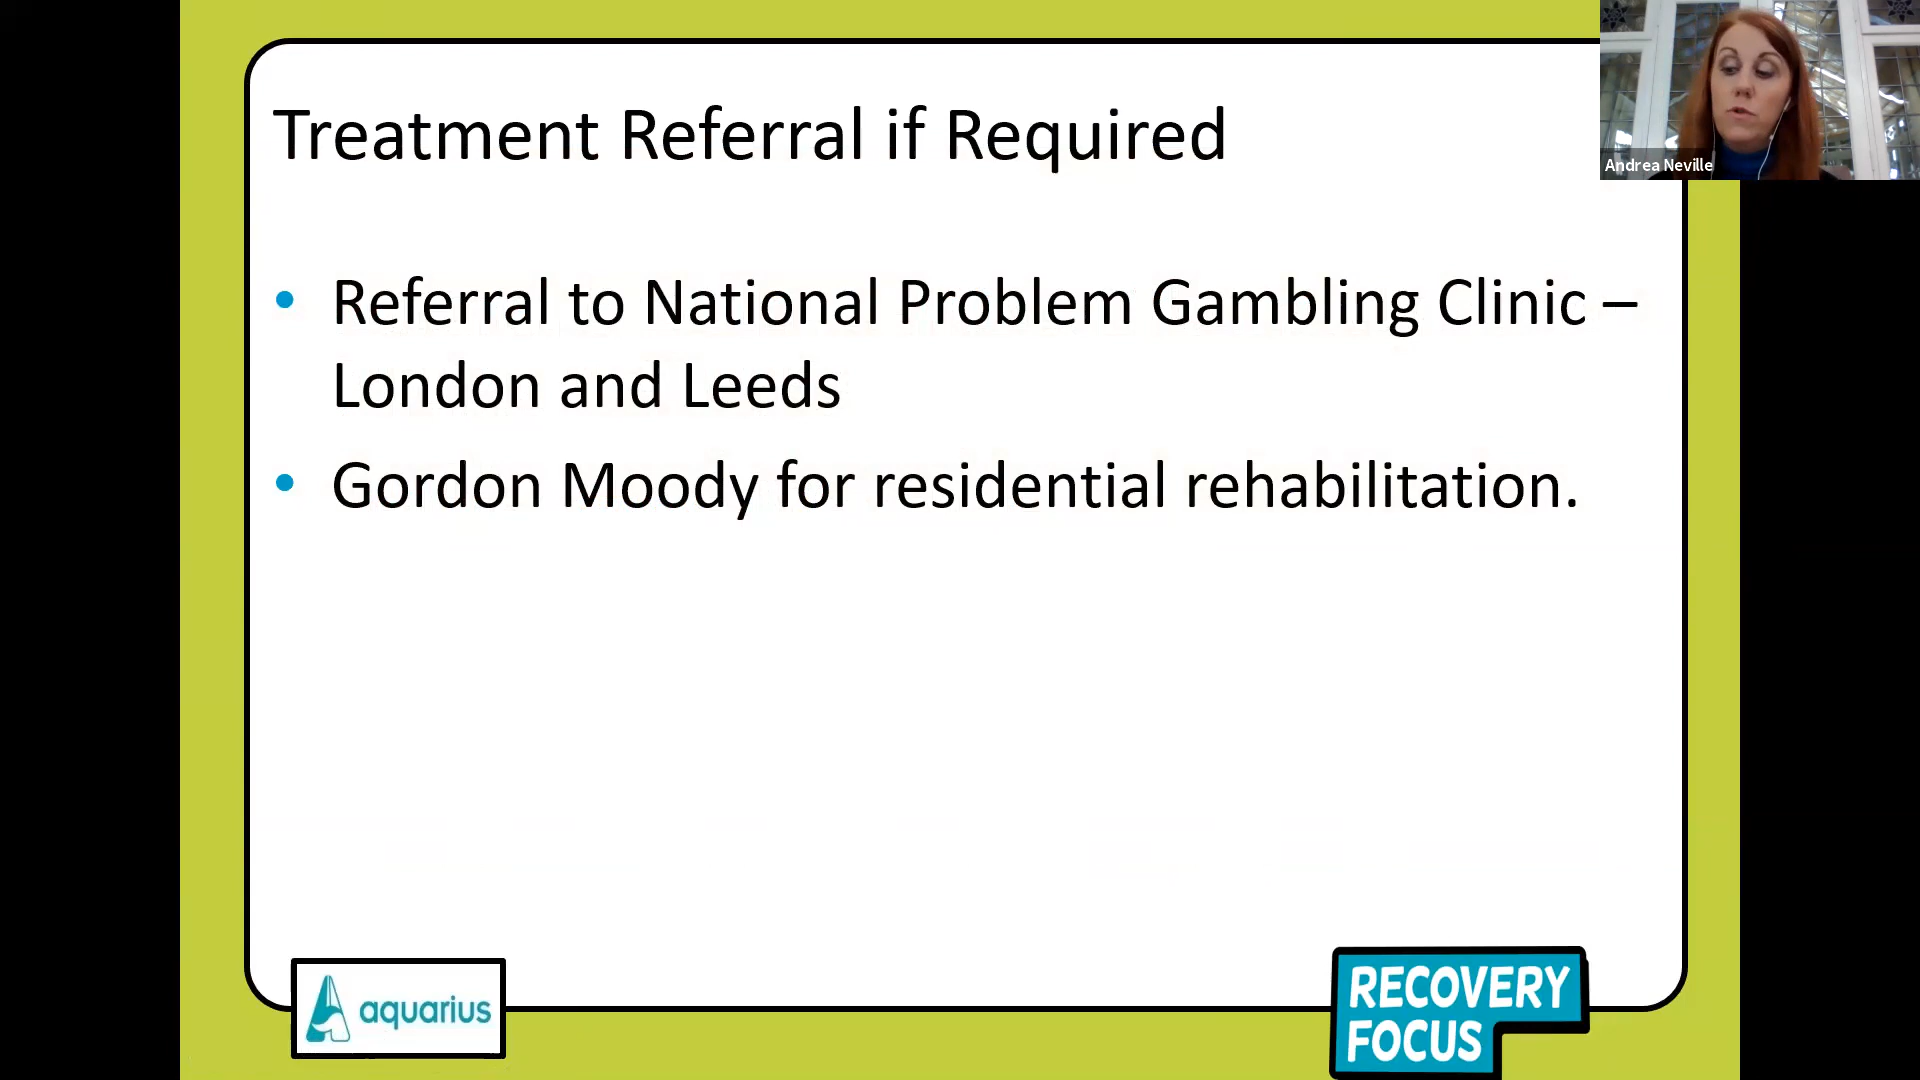 Treatment Referral if Required
Andrea Neville
• Referral to National Problem Gambling Clinic –
London and Leeds
• Gordon Moody for residential rehabilitation.
aquarius
RECOVERY
FOCUS